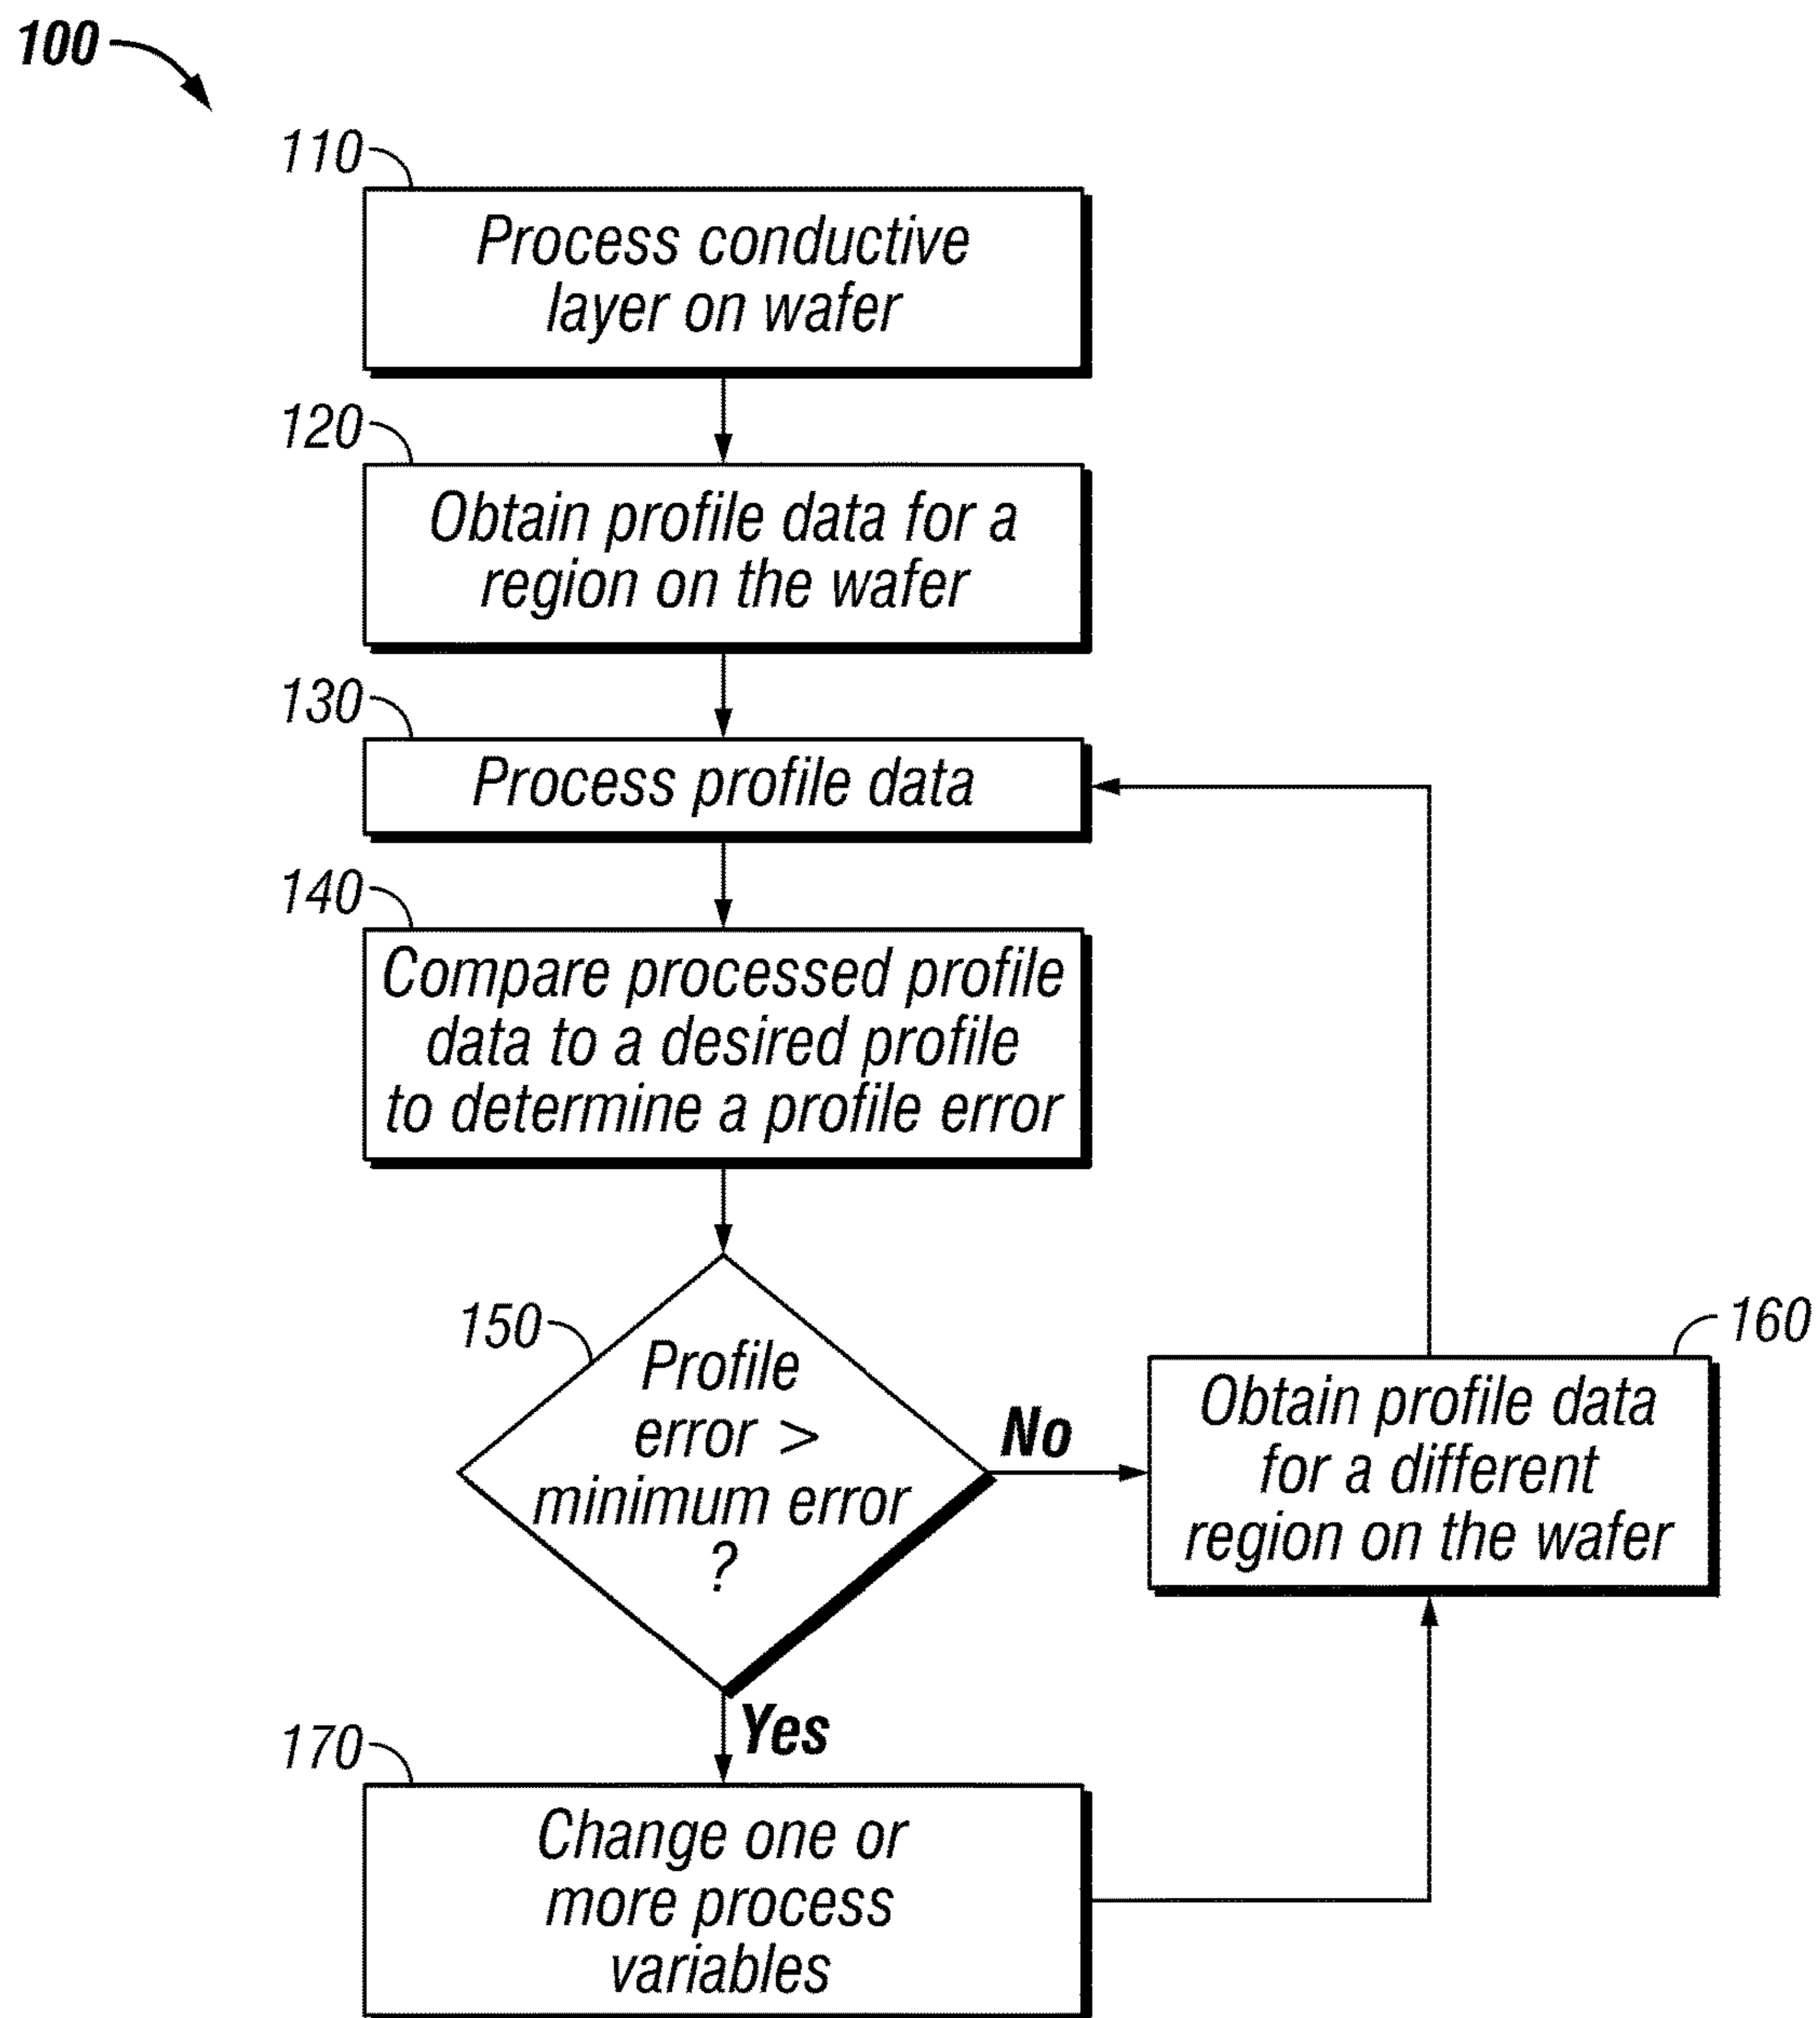 100
110
Process conductive
layer on wafer
120
Obtain profile data for a
region on the wafer
130
Process profile data
140
Compare processed profile
data to a desired profile
to determine a profile error
150
Profile
error >
minimum error
?
No
160
Obtain profile data
for a different
region on the wafer
Yes
170
Change one or
more process
variables